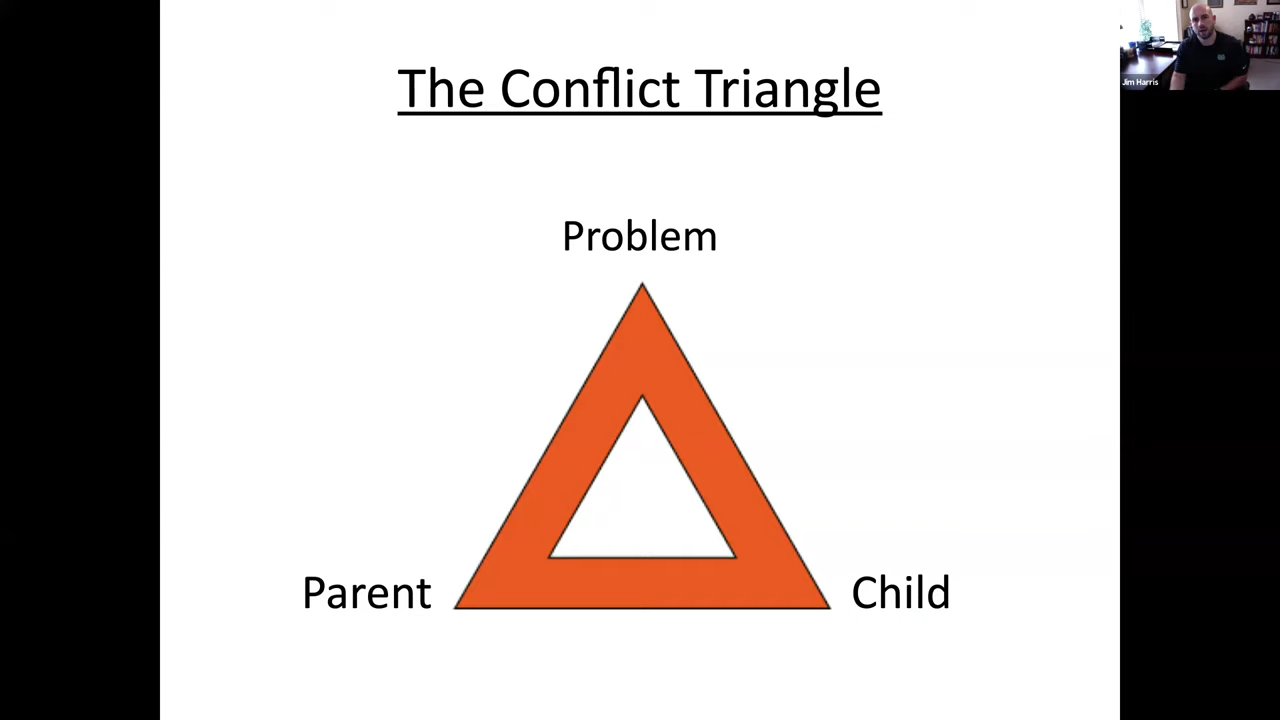 The Conflict Triangle
Jim Harris
Problem
Parent
Child